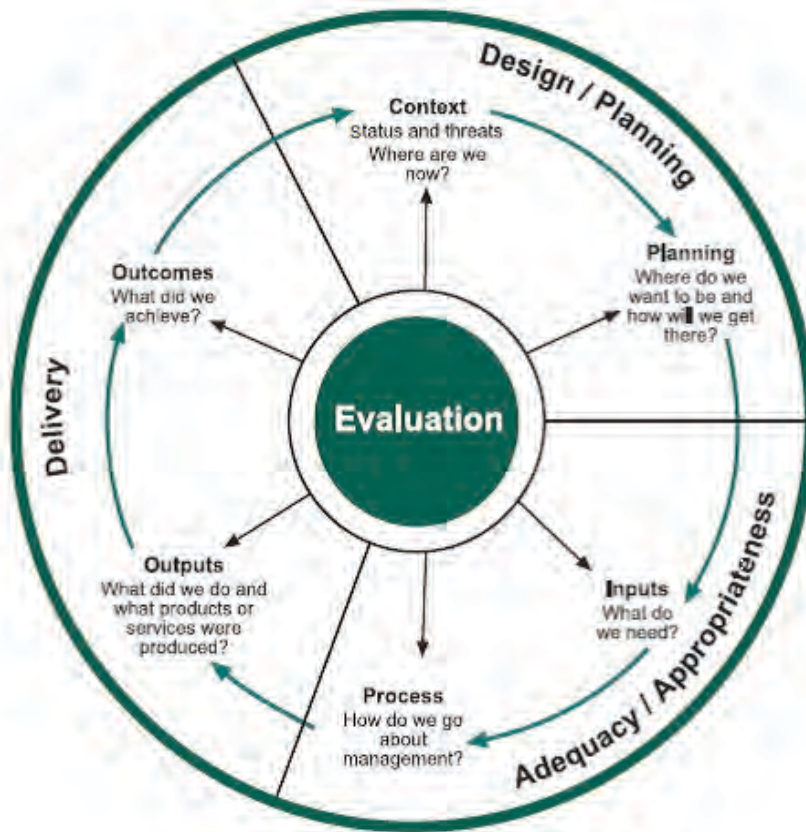 Design / Planning
Context
Status and threats
Where are we
now?
Planning
Where do we
want to be and
how will we get
there?
Outcomes
What did we
achieve?
Evaluation
Delivery
Outputs
What did we do and
what products or
services were
produced?
Inputs
What do
we need?
Process
How do we go
about
management?
Adequacy / Appropriateness